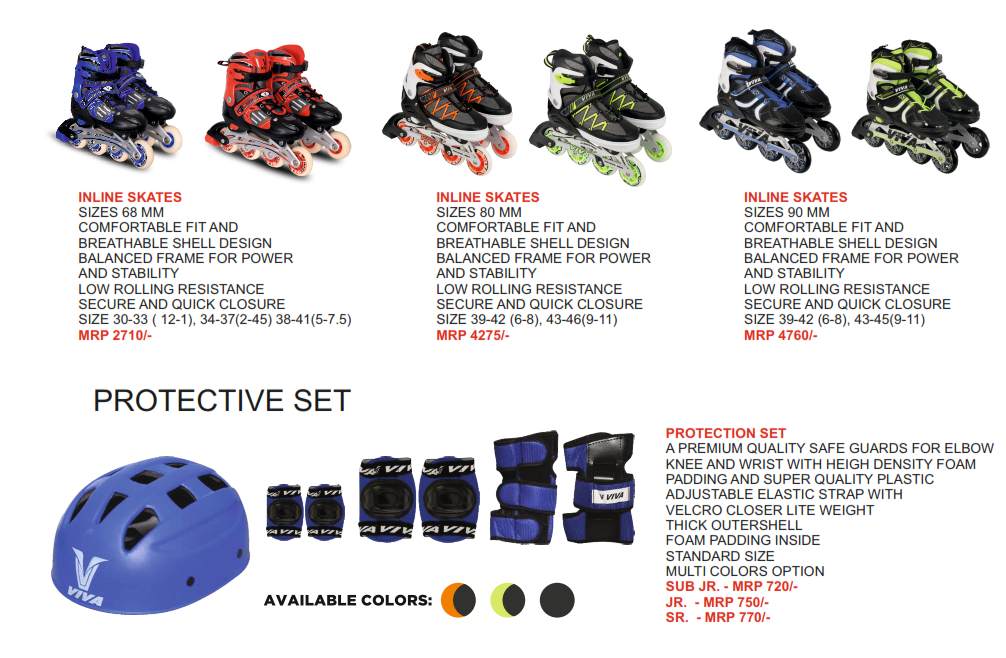 INLINE SKATES
SIZES 68 MM
COMFORTABLE FIT AND
BREATHABLE SHELL DESIGN
BALANCED FRAME FOR POWER
AND STABILITY
LOW ROLLING RESISTANCE
SECURE AND QUICK CLOSURE
SIZE 30-33 ( 12-1), 34-37(2-45) 38-41(5-7.5)
MRP 2710/-
INLINE SKATES
SIZES 80 MM
COMFORTABLE FIT AND
BREATHABLE SHELL DESIGN
BALANCED FRAME FOR POWER
AND STABILITY
LOW ROLLING RESISTANCE
SECURE AND QUICK CLOSURE
SIZE 39-42 (6-8), 43-46(9-11)
MRP 4275/-
INLINE SKATES
SIZES 90 MM
COMFORTABLE FIT AND
BREATHABLE SHELL DESIGN
BALANCED FRAME FOR POWER
AND STABILITY
LOW ROLLING RESISTANCE
SECURE AND QUICK CLOSURE
SIZE 39-42 (6-8), 43-45(9-11)
MRP 4760/-
PROTECTIVE SET
VIVA
VIVA
AVAILABLE COLORS:
PROTECTION SET
A PREMIUM QUALITY SAFE GUARDS FOR ELBOW
KNEE AND WRIST WITH HEIGH DENSITY FOAM
PADDING AND SUPER QUALITY PLASTIC
ADJUSTABLE ELASTIC STRAP WITH
VELCRO CLOSER LITE WEIGHT
THICK OUTERSHELL
FOAM PADDING INSIDE
STANDARD SIZE
MULTI COLORS OPTION
SUB JR. - MRP 720/-
JR. - MRP 750/-
SR. - MRP 770/-